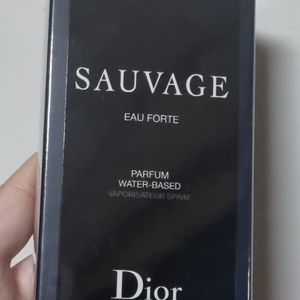 SAUVAGE
EAU FORTE
PARFUM
WATER-BASED
VAPORISATEUR SPRAY
Dior